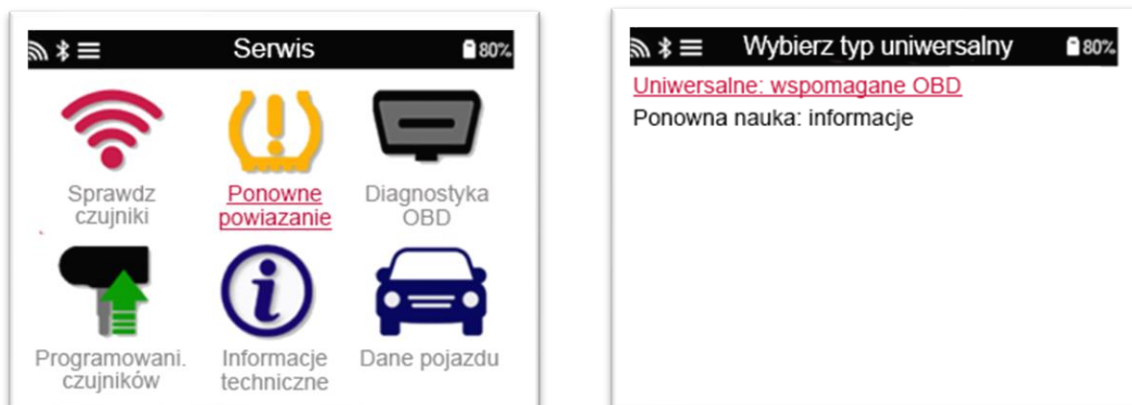 Serwis
80%
Sprawdz
czujniki
Ponowne
powiazanie
Diagnostyka
OBD
Programowani.
czujników
Informacje
techniczne
Dane pojazdu
Wybierz typ uniwersalny
80%
Uniwersalne: wspomagane OBD
Ponowna nauka: informacje